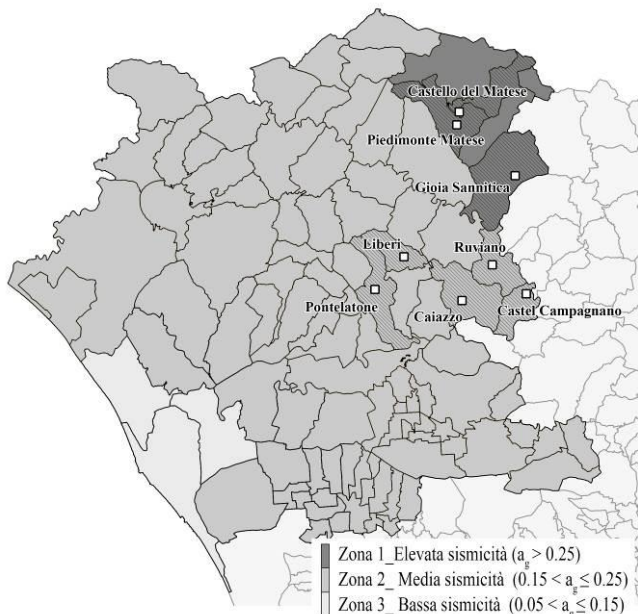 Castello del Matese
Piedimonte Matese
Gioia Sannitica
Liberi
Ruviano
Pontelatone
Caiazzo
Castel Campagnano
Zona 1_Elevata sismicità (ag > 0.25)
Zona 2_ Media sismicità (0.15 < ag ≤ 0.25)
Zona 3_ Bassa sismicità (0.05 < ag ≤ 0.15)